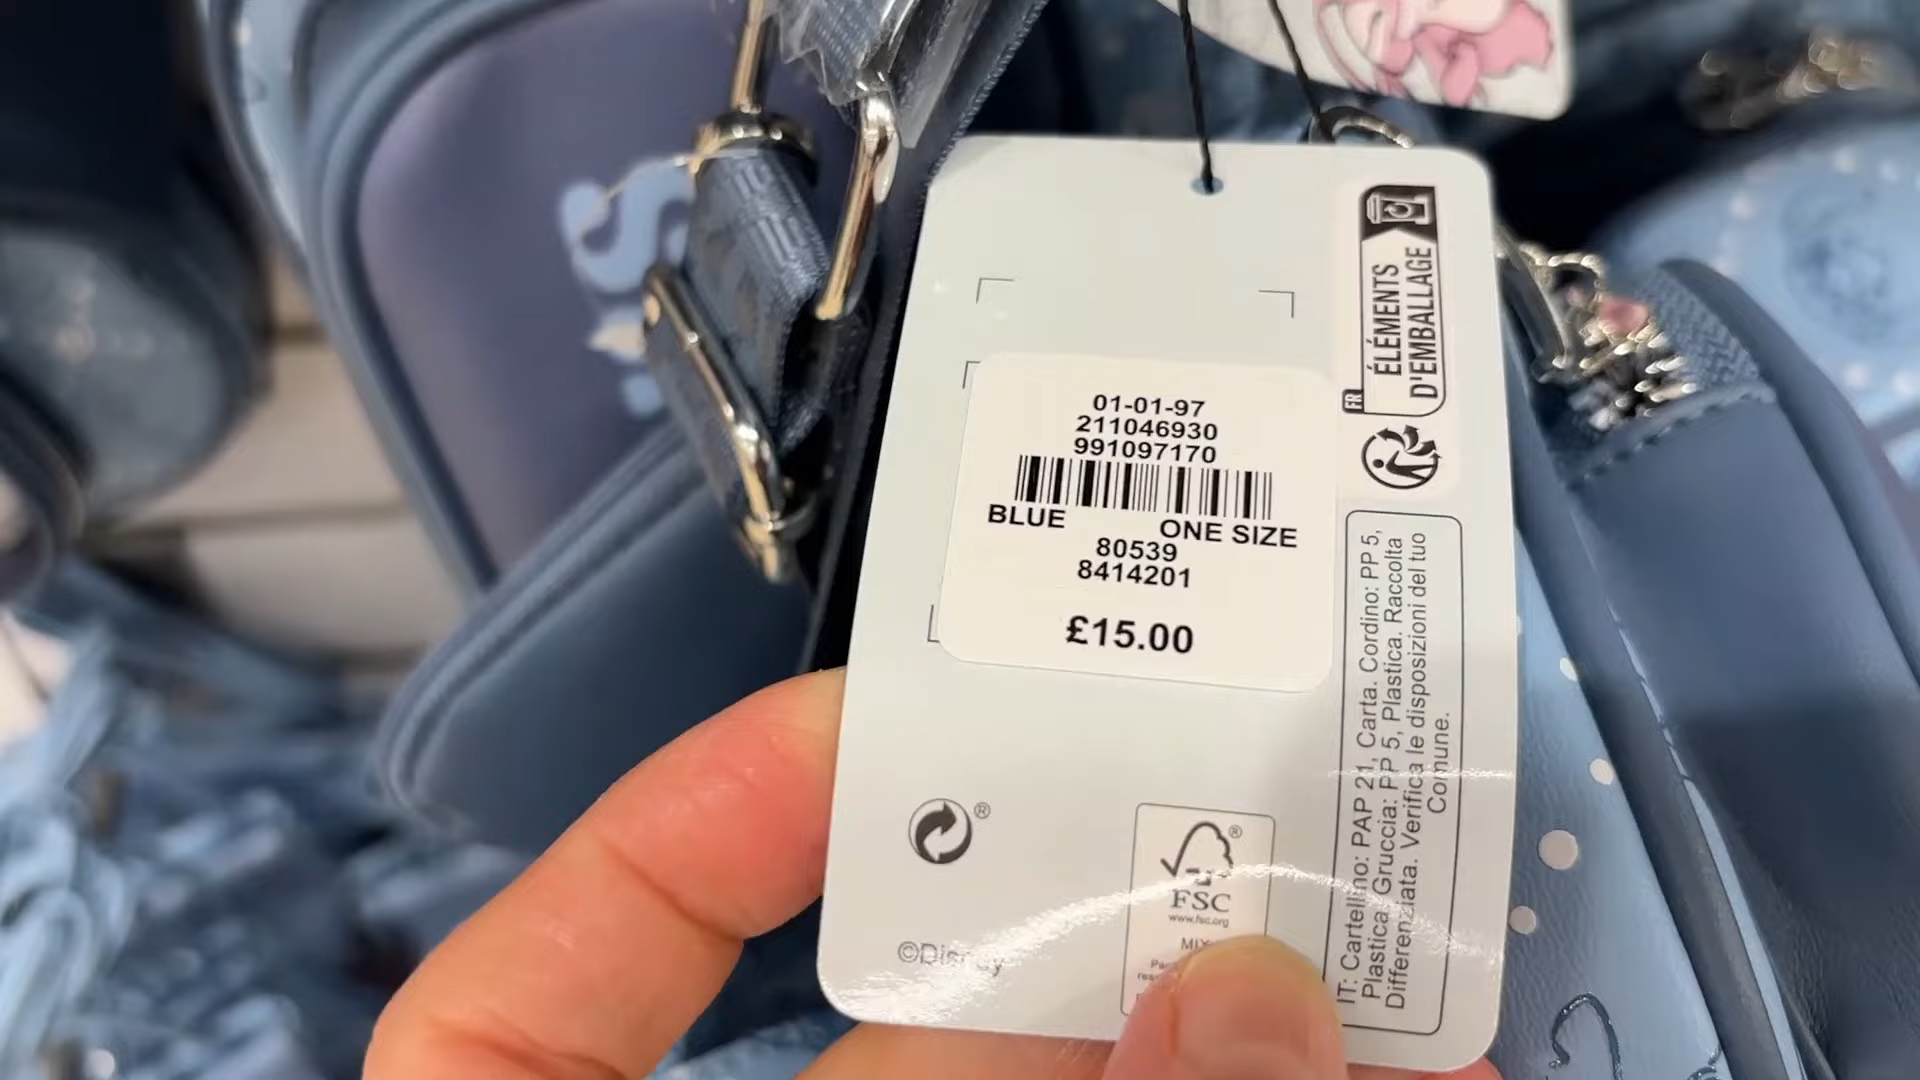 01-01-97
211046930
991097170
BLUE ONE SIZE
80539
8414201
£15.00
FR
ÉLÉMENTS
D'EMBALLAGE
IT: Cartellino: PAP 21, Carta. Cordino: PP 5,
Plastica. Gruccia: PP 5, Plastica. Raccolta
Differenziata. Verifica le disposizioni del tuo
Comune.
®
©Disney
®
FSC
www.fsc.org